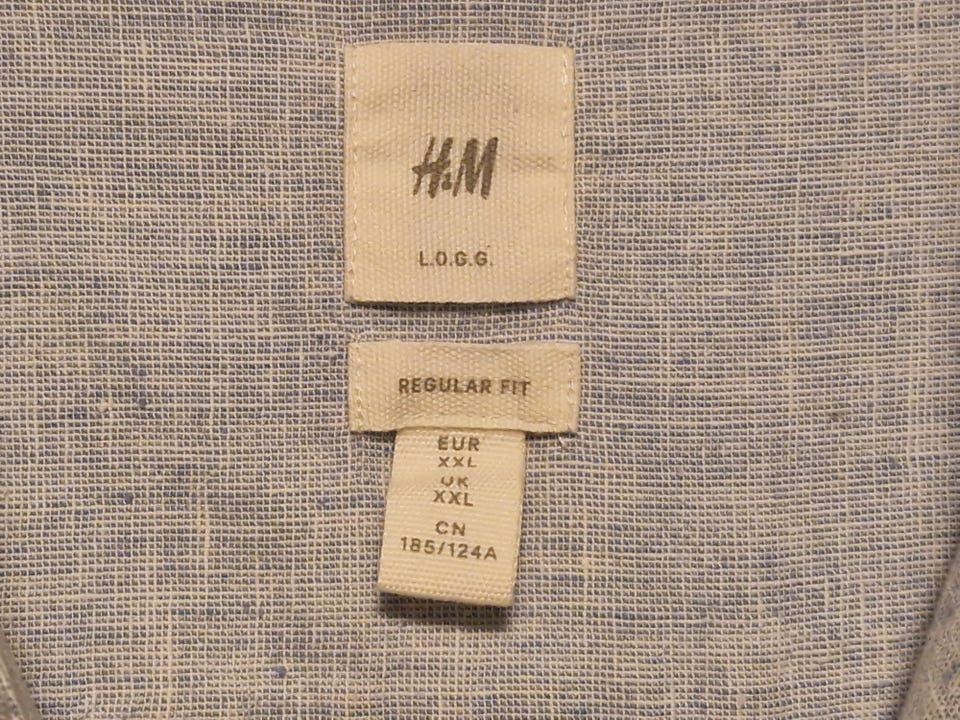 H&M
L.O.G.G.
REGULAR FIT
EUR
XXL
UK
XXL
CN
185/124A